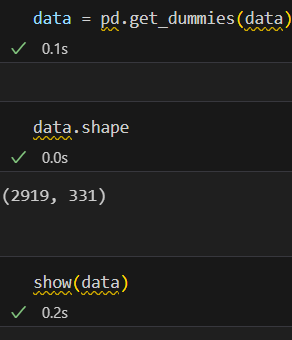 data = pd.get_dummies(data)
0.1s
data.shape
0.0s
(2919, 331)
show(data)
0.2s